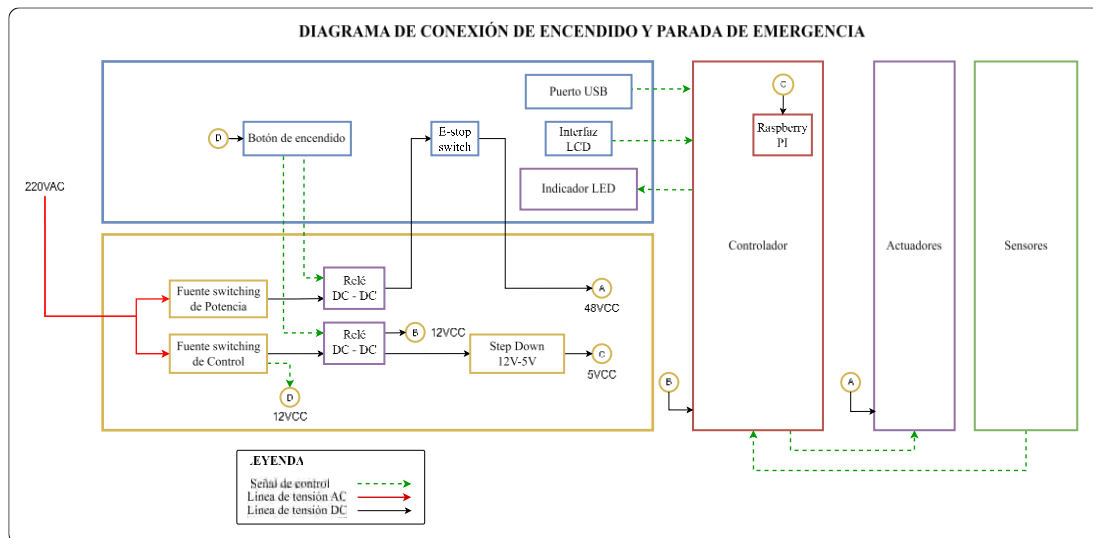 DIAGRAMA DE CONEXIÓN DE ENCENDIDO Y PARADA DE EMERGENCIA
220VAC
D
Botón de encendido
E-stop
switch
Puerto USB
Interfaz
LCD
Indicador LED
Fuente switching
de Potencia
Relé
DC - DC
A
48VCC
Fuente switching
de Control
Relé
DC - DC
B 12VCC
Step Down
12V-5V
C
5VCC
D
12VCC
C
Raspberry
PI
Controlador
B
Actuadores
A
Sensores
LEYENDA
Señal de control
Línea de tensión AC
Línea de tensión DC